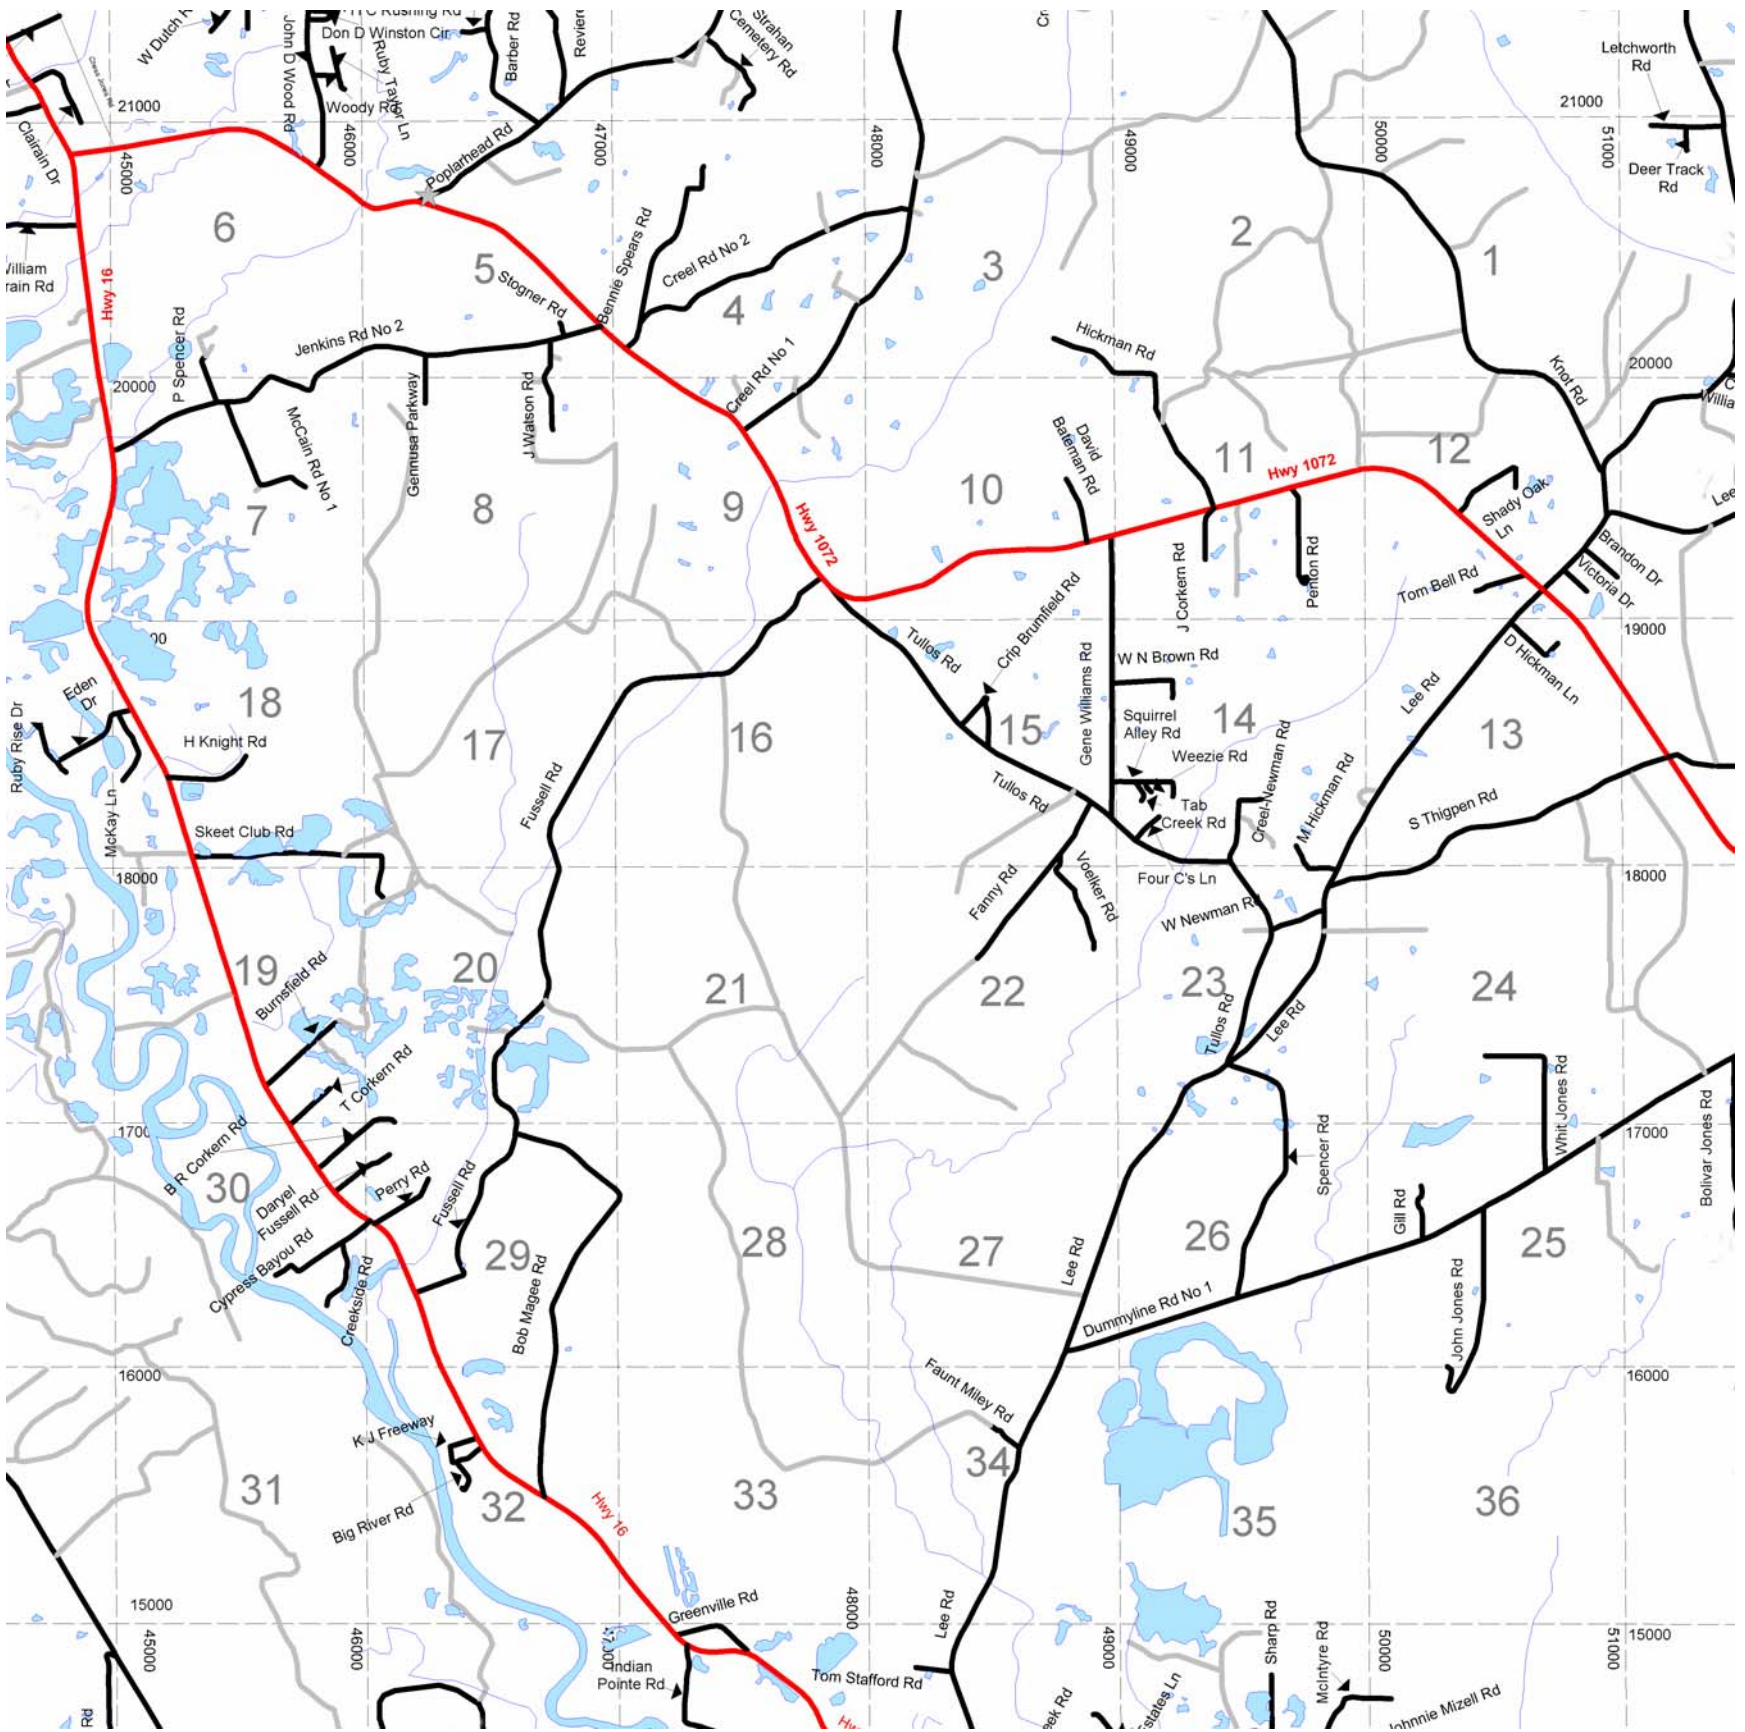 H C Rushing Rd
Don D Winston Cir
W Dutch
John D Wood Rd
Ruby Taylor Ln
Woody Rd
Barber Rd
Strahan
Cemetery Rd
Letchworth
Rd
21000
21000
Clairain Dr
45000
46000
47000
48000
49000
50000
51000
Poplarhead Rd
Deer Track
Rd
6
5
4
3
2
1
rain Rd
Hwy 16
Stogner Rd
Bennie Spears Rd
Creel Rd No 2
P Spencer Rd
Jenkins Rd No 2
Creel Rd No 1
Hickman Rd
20000
20000
Knot Rd
McCain Rd No 1
Gennusa Parkway
J Watson Rd
David
Bateman Rd
Hwy 1072
7
8
9
10
11
12
Hwy 1072
Shady Oak
Ln
Lee
Brandon Dr
Victoria Dr
Tom Bell Rd
Penton Rd
J Corkern Rd
Crip Brumfield Rd
19000
Tullos Rd
W N Brown Rd
D Hickman Ln
Eden
Dr
Ruby Rise Dr
18
17
16
15
14
13
H Knight Rd
Gene Williams Rd
Squirrel
Alley Rd
Weezie Rd
Lee Rd
Creel-Newman Rd
M Hickman Rd
Tullos Rd
Tab
Creek Rd
S Thigpen Rd
Fussell Rd
McKay Ln
Skeet Club Rd
18000
18000
Four C's Ln
Fanny Rd
Voelker Rd
W Newman Rd
19
20
21
22
23
24
Burnsfield Rd
Tullos Rd
Lee Rd
T Corkern Rd
Whit Jones Rd
Bolivar Jones Rd
17000
B R Corkern Rd
30
Daryel
Fussell Rd
Perry Rd
Fussell Rd
Spencer Rd
Gill Rd
29
28
27
26
25
Cypress Bayou Rd
Creekside Rd
Bob Magee Rd
Lee Rd
Dummyline Rd No 1
John Jones Rd
16000
16000
Faunt Miley Rd
K J Freeway
31
32
33
34
35
36
Big River Rd
Hwy 16
15000
15000
45000
46000
48000
49000
50000
51000
Greenville Rd
Lee Rd
Indian
Pointe Rd
Tom Stafford Rd
Sharp Rd
McIntyre Rd
Johnnie Mizell Rd
Rd